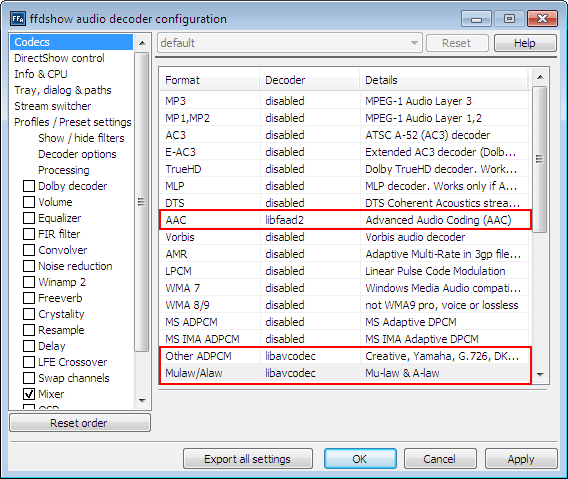 ffdshow audio decoder configuration
Codecs
DirectShow control
Info & CPU
Tray, dialog & paths
Stream switcher
Profiles / Preset settings
Show / hide filters
Decoder options
Processing
Dolby decoder
Volume
Equalizer
FIR filter
Convolver
Noise reduction
Winamp 2
Freeverb
Crystality
Resample
Delay
LFE Crossover
Swap channels
Mixer
OSD
Reset order
default
Reset
Help
Format Decoder Details
MP3 disabled MPEG-1 Audio Layer 3
MP1,MP2 disabled MPEG-1 Audio Layer 1,2
AC3 disabled ATSC A-52 (AC3) decoder
E-AC3 disabled Extended AC3 decoder (Dolb...
TrueHD disabled Dolby TrueHD decoder. Work...
MLP disabled MLP decoder. Works only if A...
DTS disabled DTS Coherent Acoustics strea...
AAC libfaad2 Advanced Audio Coding (AAC)
Vorbis disabled Vorbis audio decoder
AMR disabled Adaptive Multi-Rate in 3gp file...
LPCM disabled Linear Pulse Code Modulation
WMA 7 disabled Windows Media Audio compati...
WMA 8/9 disabled not WMA9 pro, voice or lossless
MS ADPCM disabled MS Adaptive DPCM
MS IMA ADPCM disabled MS IMA Adaptive DPCM
Other ADPCM libavcodec Creative, Yamaha, G.726, DK...
Mulaw/Alaw libavcodec Mu-law & A-law
Export all settings
OK
Cancel
Apply